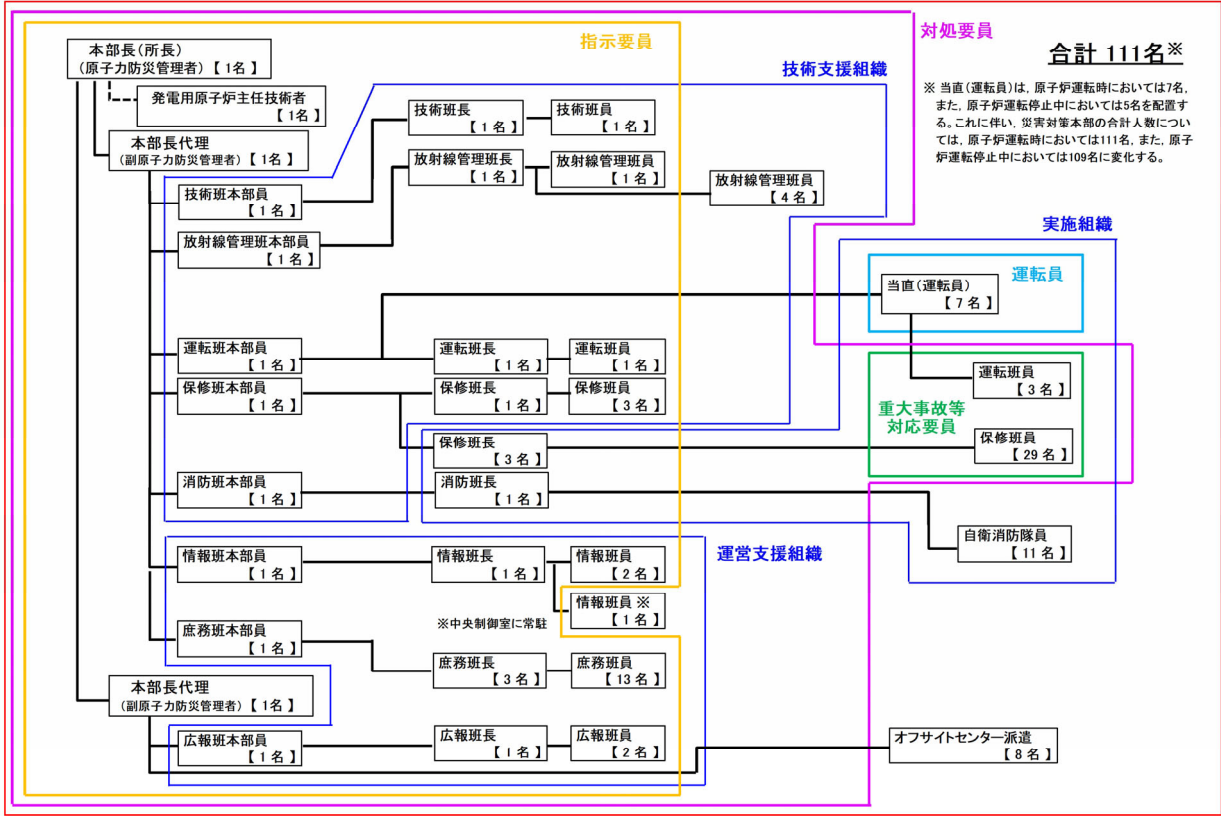 指示要員
対処要員
合計 111名※
※ 当直(運転員)は、原子炉運転時においては7名,
また,原子炉運転停止中においては5名を配置す
る。これに伴い、災害対策本部の合計人数につい
ては,原子炉運転時においては111名,また,原子
炉運転停止中においては109名に変化する。
本部長(所長)
(原子力防災管理者)【 1名 】
発電用原子炉主任技術者
【 1名 】
本部長代理
(副原子力防災管理者)【 1名 】
技術支援組織
技術班長
【 1 名 】
技術班員
【 1 名 】
放射線管理班長
【 1 名 】
放射線管理班員
【 1 名 】
放射線管理班員
【 4 名 】
技術班本部員
【 1 名 】
放射線管理班本部員
【 1 名 】
実施組織
運転員
当直(運転員)
【 7 名 】
運転班本部員
【 1 名 】
運転班長
【 1 名 】
運転班員
【 1 名 】
運転班員
【 3 名 】
保修班本部員
【 1 名 】
保修班長
【 1 名 】
保修班員
【 3 名 】
重大事故等
対応要員
保修班長
【 3 名 】
保修班員
【 29 名 】
消防班本部員
【 1 名 】
消防班長
【 1 名 】
自衛消防隊員
【 11 名 】
運営支援組織
情報班本部員
【 1 名 】
情報班長
【 1 名 】
情報班員
【 2 名 】
情報班員 ※
【 1 名 】
※中央制御室に常駐
庶務班本部員
【 1 名 】
庶務班長
【 3 名 】
庶務班員
【 13 名 】
本部長代理
(副原子力防災管理者)【 1名 】
広報班本部員
【 1 名 】
広報班長
【 1 名 】
広報班員
【 2 名 】
オフサイトセンター派遣
【 8 名 】